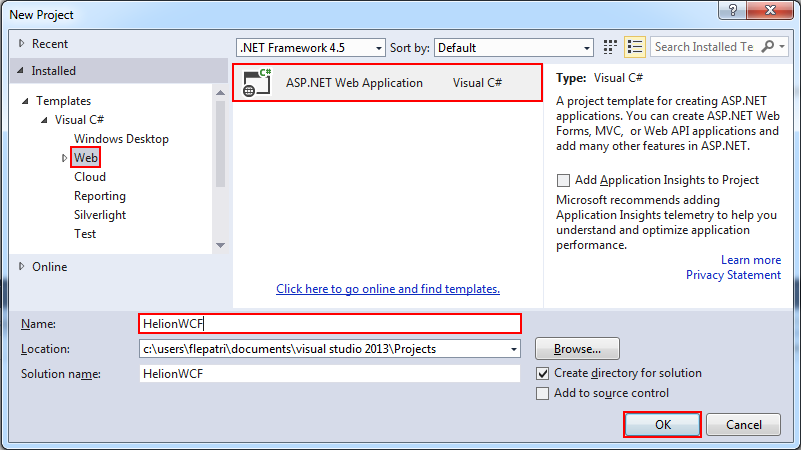 New Project
Recent
.NET Framework 4.5 Sort by: Default Search Installed Te
Installed
C# ASP.NET Web Application Visual C#
Type: Visual C#
A project template for creating ASP.NET
applications. You can create ASP.NET Web
Forms, MVC, or Web API applications and
add many other features in ASP.NET.
Templates
Visual C#
Windows Desktop
Web
Cloud
Reporting
Silverlight
Test
Add Application Insights to Project
Microsoft recommends adding
Application Insights telemetry to help you
understand and optimize application
performance.
Learn more
Privacy Statement
Online
Click here to go online and find templates.
Name: HelionWCF
Location: c:\users\flepatri\documents\visual studio 2013\Projects Browse...
Solution name: HelionWCF
Create directory for solution
Add to source control
OK Cancel